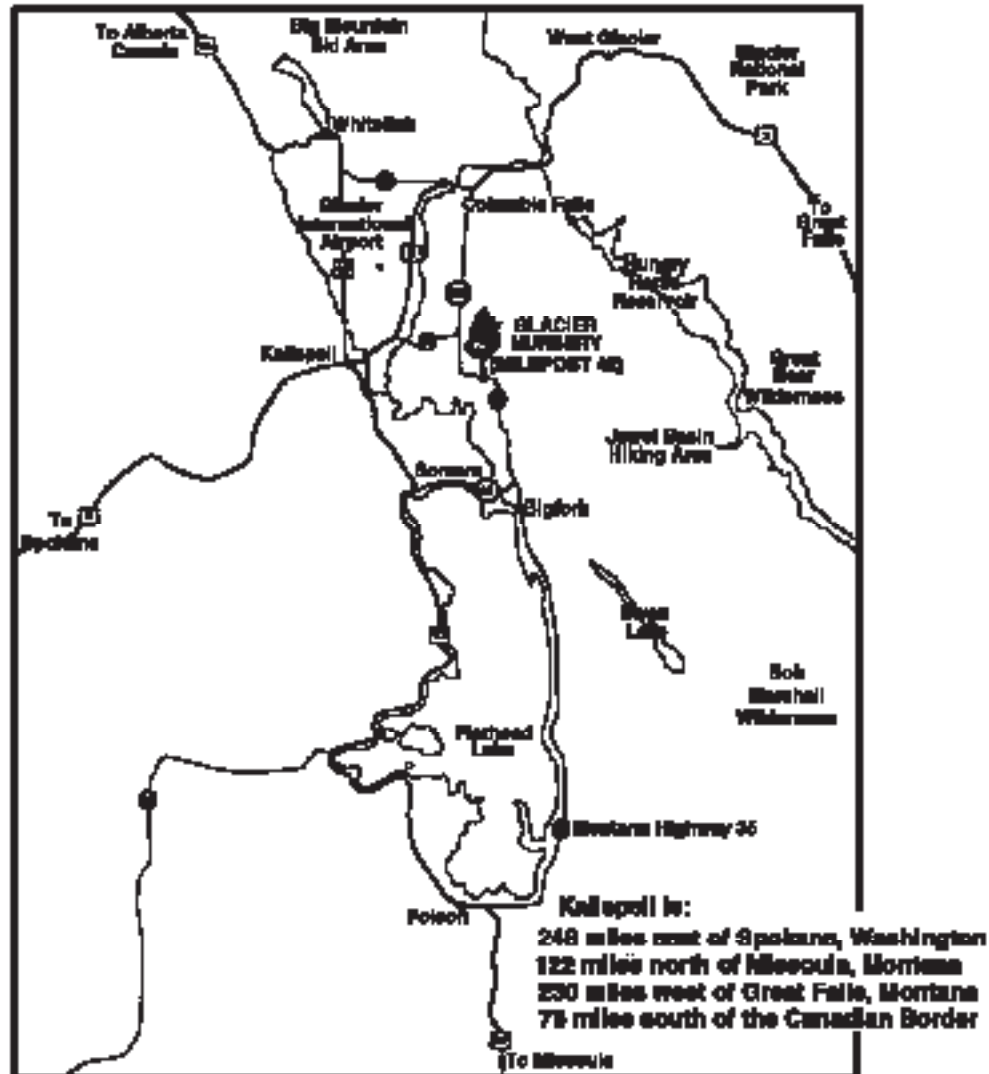 To Alberta
Canada
Big Mountain
Ski Area
West Glacier
Glacier
National
Park
Whitefish
To
Great
Falls
Columbia Falls
Glacier
International
Airport
Hungry
Horse
Reservoir
GLACIER
NURSERY
Kalispell
Great
Bear
Wilderness
Jewel Basin
Hiking Area
Somers
Bigfork
To
Spokane
Swan
Lake
Bob
Marshall
Wilderness
Flathead
Lake
Montana Highway 35
Polson
Kalispell is:
248 miles east of Spokane, Washington
122 miles north of Missoula, Montana
230 miles west of Great Falls, Montana
miles south of the Canadian Border
To Missoula